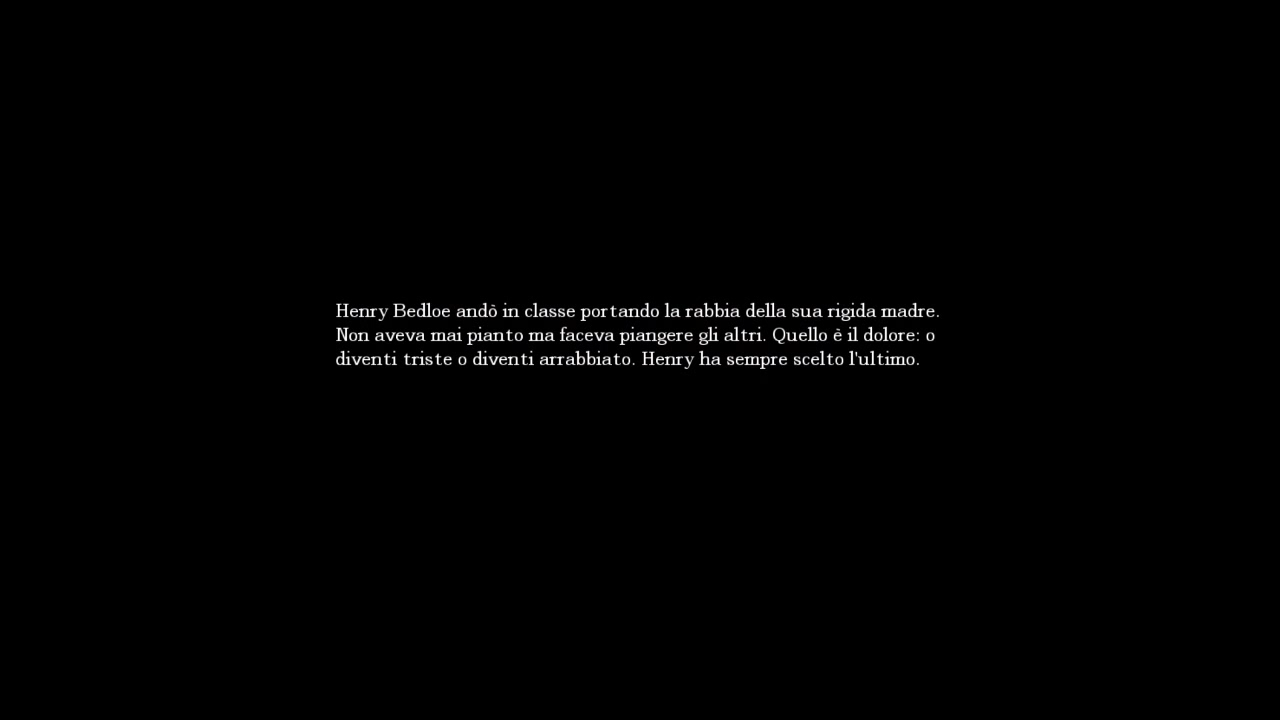 Henry Bedloe andò in classe portando la rabbia della sua rigida madre.
Non aveva mai pianto ma faceva piangere gli altri. Quello è il dolore: o
diventi triste o diventi arrabbiato. Henry ha sempre scelto l'ultimo.